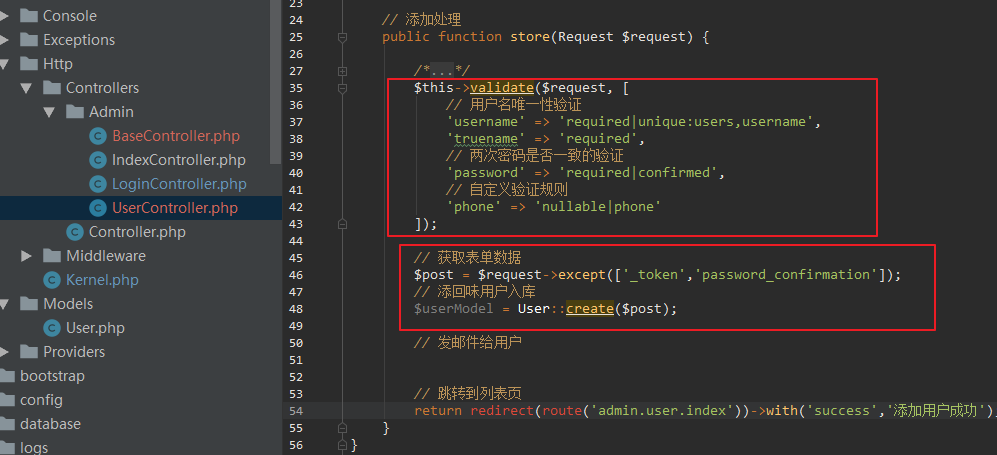 Console
Exceptions
Http
Controllers
Admin
BaseController.php
IndexController.php
LoginController.php
UserController.php
Controller.php
Middleware
Kernel.php
Models
User.php
Providers
bootstrap
config
database
logs
23
24 // 添加处理
25 public function store(Request $request) {
26
27 /*...*/
35 $this->validate($request, [
36 // 用户名唯一性验证
37 'username' => 'required|unique:users,username',
38 'truename' => 'required',
39 // 两次密码是否一致的验证
40 'password' => 'required|confirmed',
41 // 自定义验证规则
42 'phone' => 'nullable|phone'
43 ]);
44
45 // 获取表单数据
46 $post = $request->except(['_token','password_confirmation']);
47 // 添回味用户入库
48 $userModel = User::create($post);
49
50 // 发邮件给用户
51
52
53 // 跳转到列表页
54 return redirect(route('admin.user.index'))->with('success','添加用户成功')
55 }
56 }